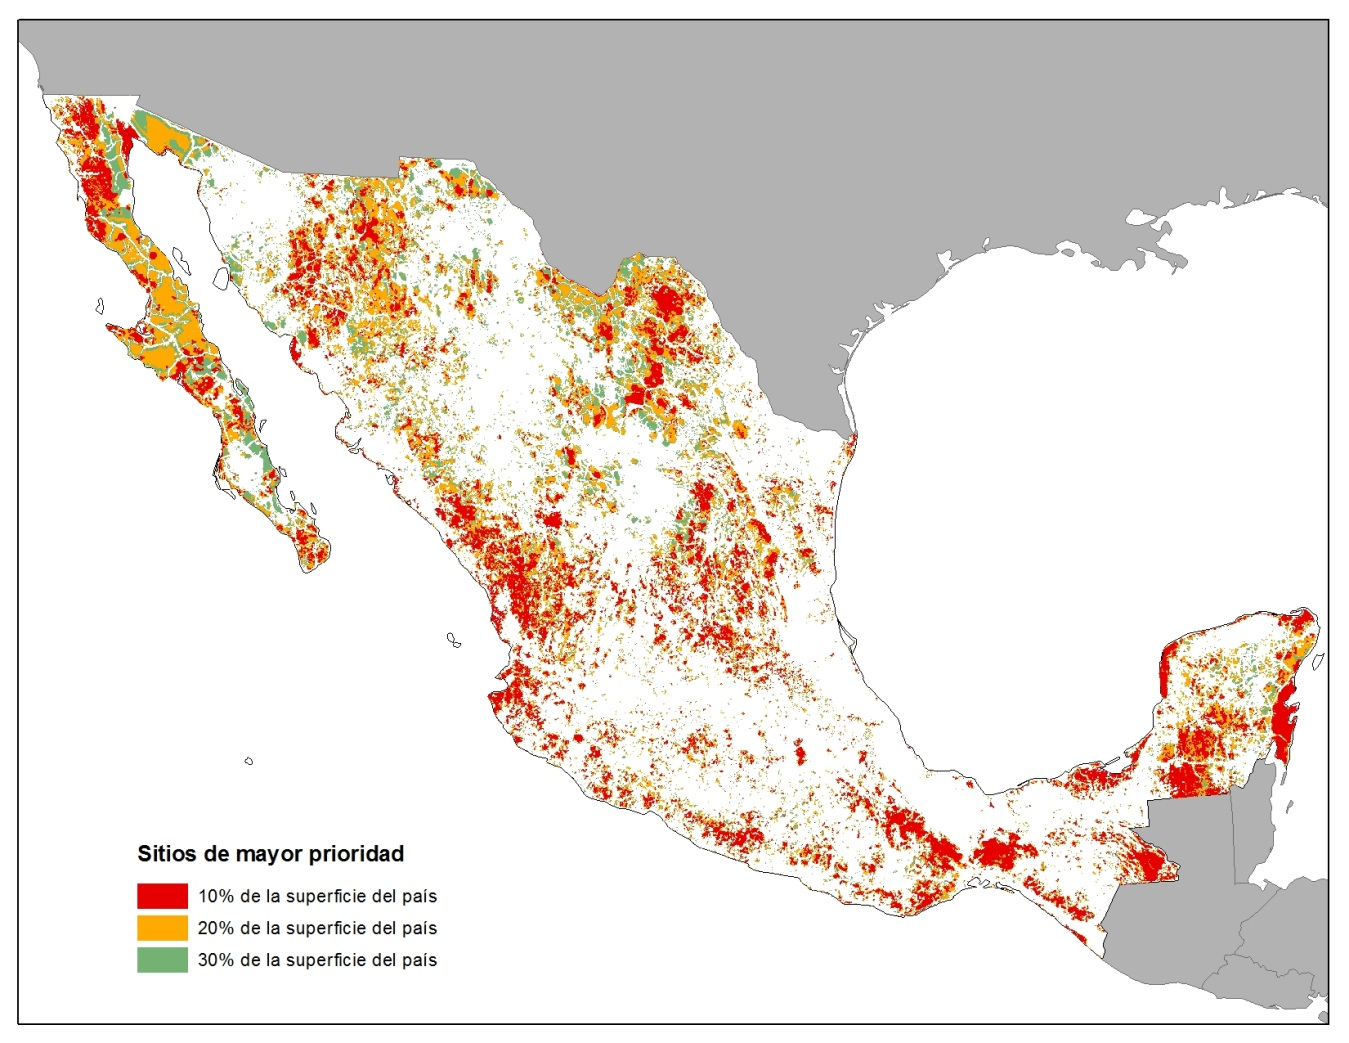 Sitios de mayor prioridad
10% de la superficie del país
20% de la superficie del país
30% de la superficie del país